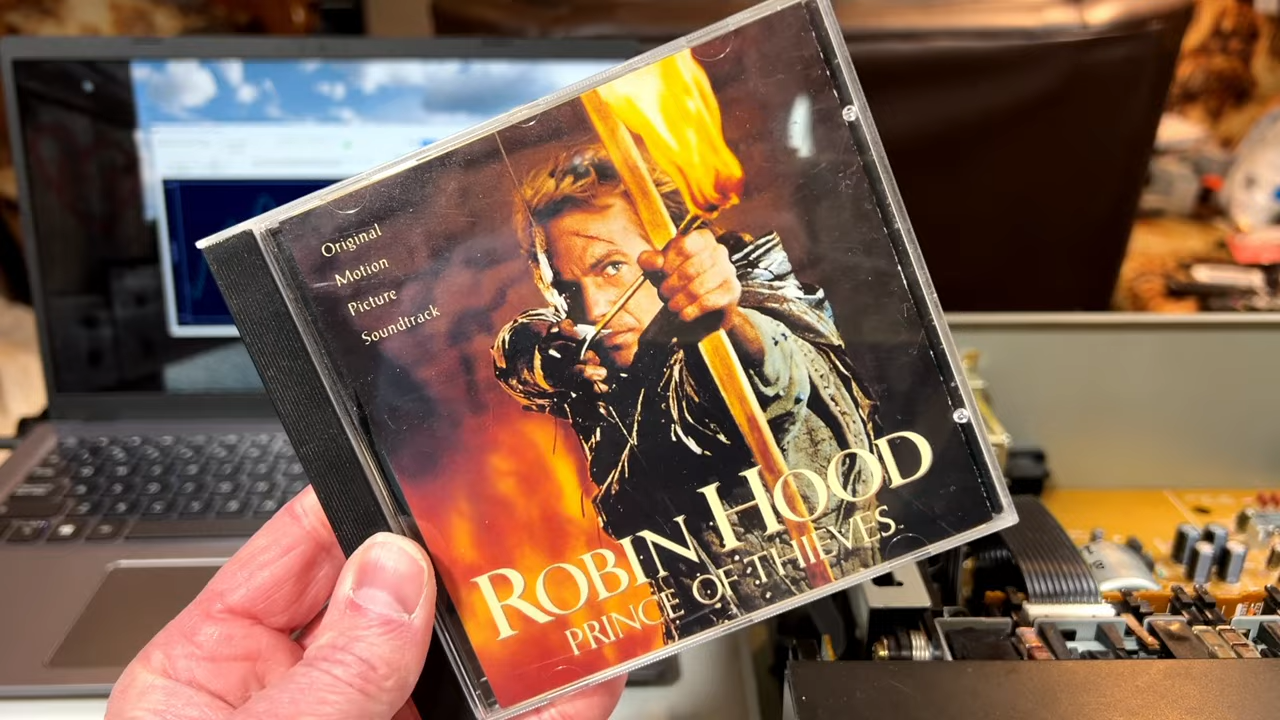 Original
Motion
Picture
Soundtrack
ROBIN HOOD
PRINCE OF THIEVES